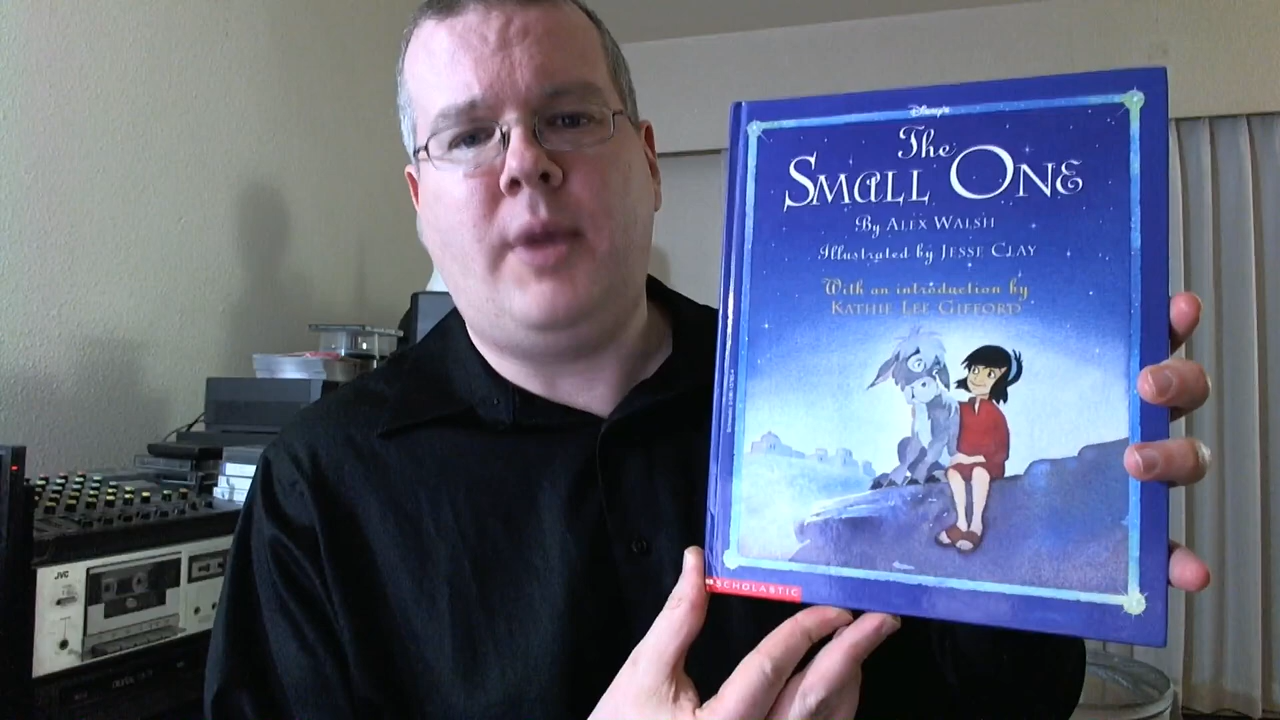 Disney's
The
Small One
By Alex Walsh
Illustrated by Jesse Clay
With an introduction by
Kathie Lee Gifford
SCHOLASTIC
JVC